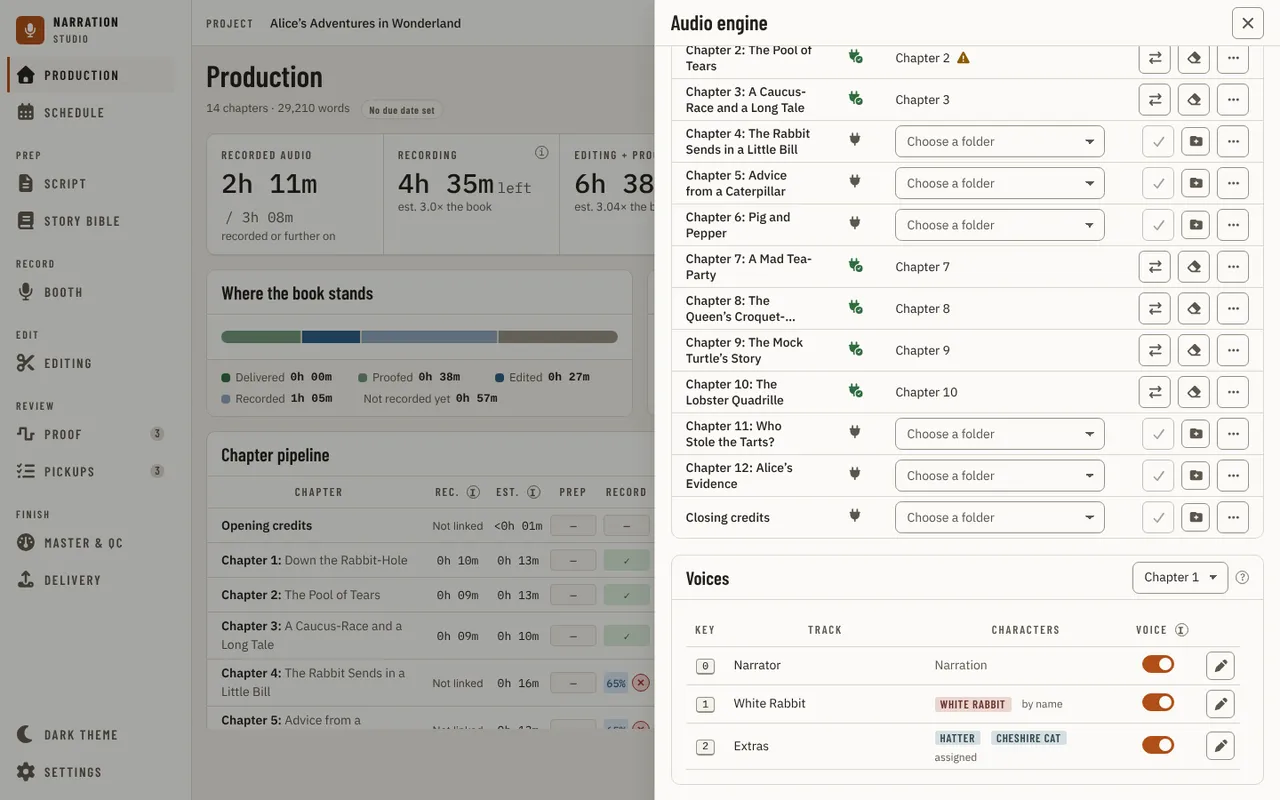 NARRATION
STUDIO
PRODUCTION
SCHEDULE
PREP
SCRIPT
STORY BIBLE
RECORD
BOOTH
EDIT
EDITING
REVIEW
PROOF 3
PICKUPS 3
FINISH
MASTER & QC
DELIVERY
DARK THEME
SETTINGS
PROJECT Alice's Adventures in Wonderland
Production
14 chapters · 29,210 words No due date set
RECORDED AUDIO
2h 11m
/ 3h 08m
recorded or further on
RECORDING
4h 35m left
est. 3.0× the book
EDITING + PRO
6h 38
est. 3.04× the b
Where the book stands
Delivered 0h 00m Proofed 0h 38m Edited 0h 27m
Recorded 1h 05m Not recorded yet 0h 57m
Chapter pipeline
CHAPTER REC. EST. PREP RECORD
Opening credits Not linked <0h 01m – –
Chapter 1: Down the Rabbit-Hole 0h 10m 0h 13m – ✓
Chapter 2: The Pool of Tears 0h 09m 0h 13m – ✓
Chapter 3: A Caucus-Race and a
Long Tale 0h 09m 0h 10m – ✓
Chapter 4: The Rabbit Sends in a
Little Bill Not linked 0h 16m – 65%
Chapter 5: Advice from a
Audio engine
Chapter 2: The Pool of
Tears
Chapter 2
Chapter 3: A Caucus-
Race and a Long Tale
Chapter 3
Chapter 4: The Rabbit
Sends in a Little Bill
Choose a folder
Chapter 5: Advice
from a Caterpillar
Choose a folder
Chapter 6: Pig and
Pepper
Choose a folder
Chapter 7: A Mad Tea-
Party
Chapter 7
Chapter 8: The
Queen's Croquet-...
Chapter 8
Chapter 9: The Mock
Turtle's Story
Chapter 9
Chapter 10: The
Lobster Quadrille
Chapter 10
Chapter 11: Who
Stole the Tarts?
Choose a folder
Chapter 12: Alice's
Evidence
Choose a folder
Closing credits
Choose a folder
Voices
Chapter 1
KEY TRACK CHARACTERS VOICE
0 Narrator Narration
1 White Rabbit WHITE RABBIT by name
2 Extras HATTER CHESHIRE CAT
assigned